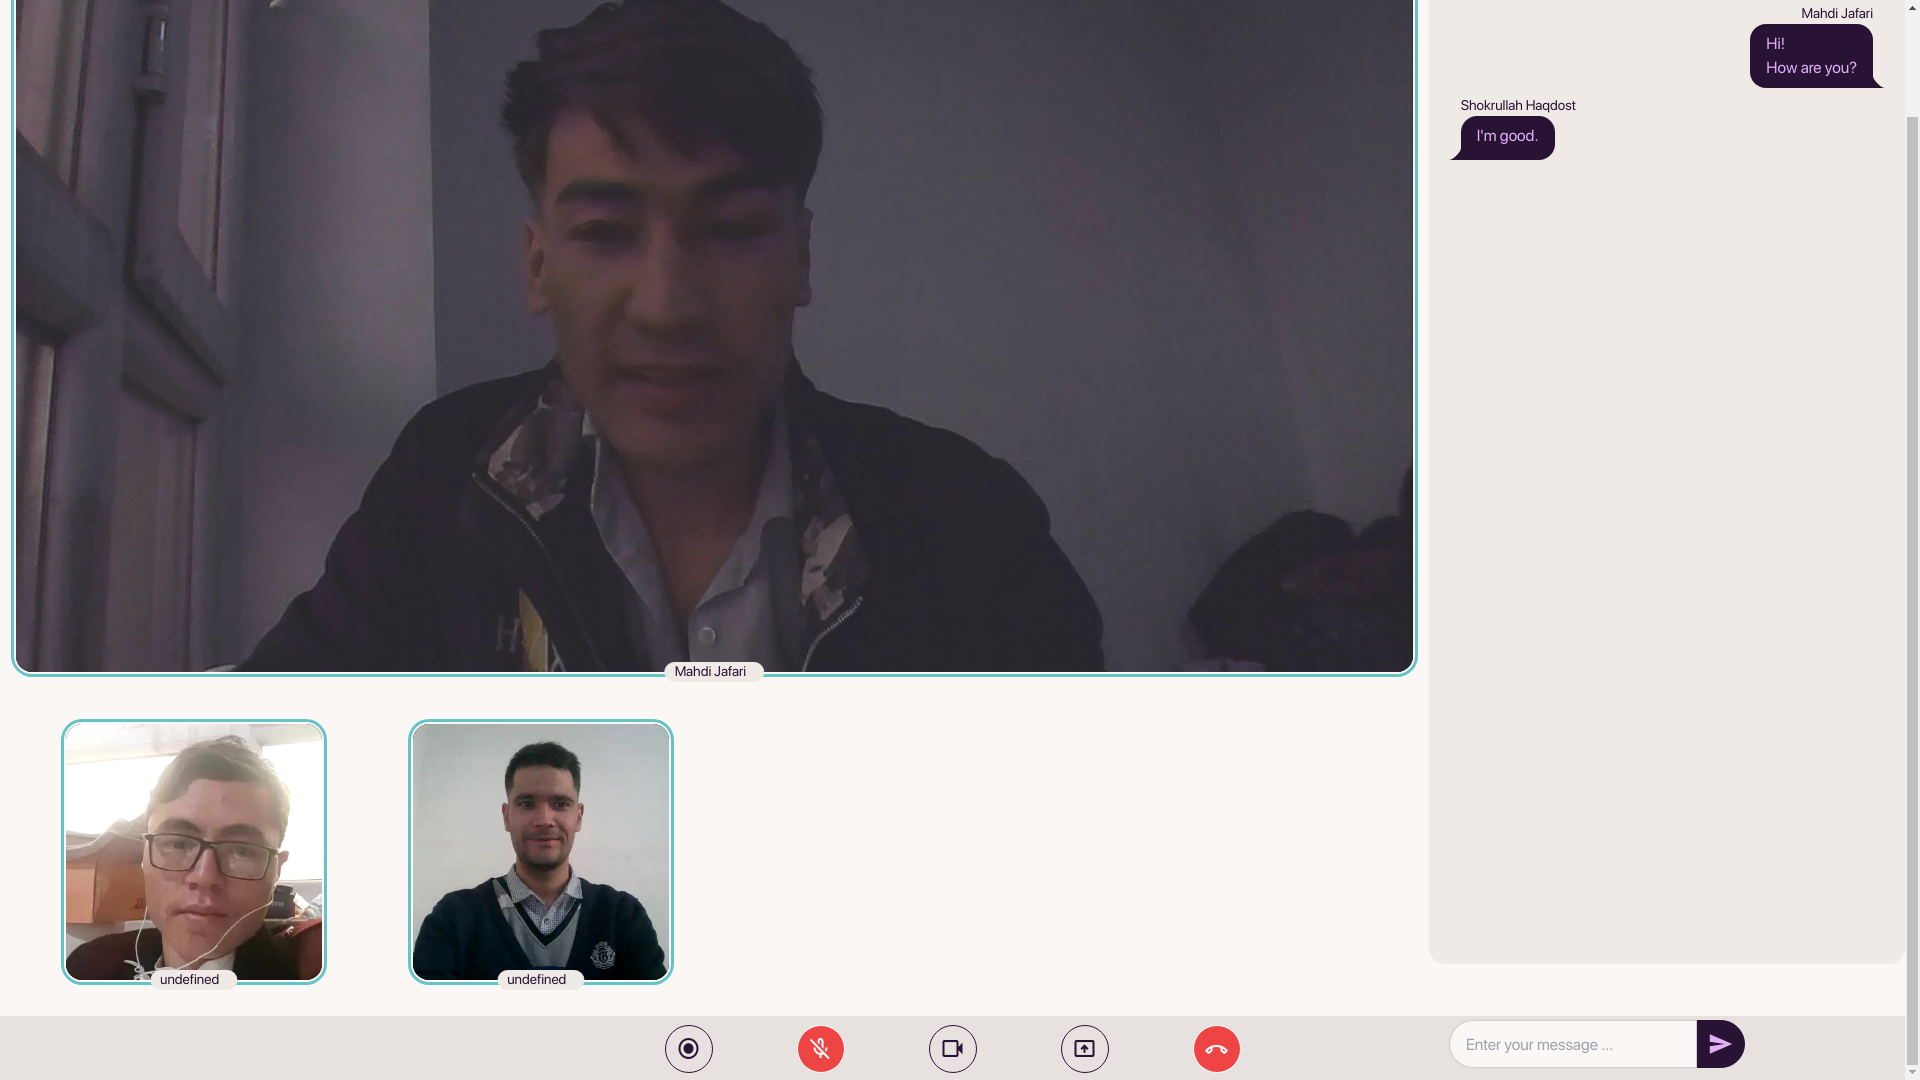 Mahdi Jafari
Hi!
How are you?
Shokrullah Haqdost
I'm good.
Mahdi Jafari
undefined
undefined
Enter your message ...